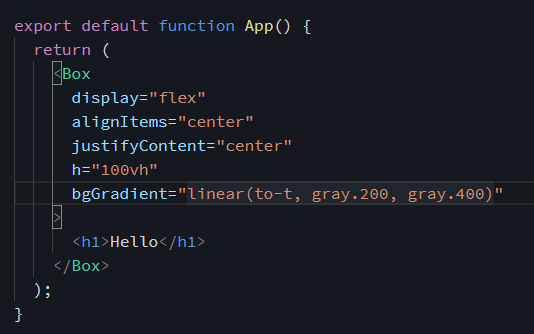 export default function App() {
  return (
    <Box
      display="flex"
      alignItems="center"
      justifyContent="center"
      h="100vh"
      bgGradient="linear(to-t, gray.200, gray.400)"
    >
      <h1>Hello</h1>
    </Box>
  );
}